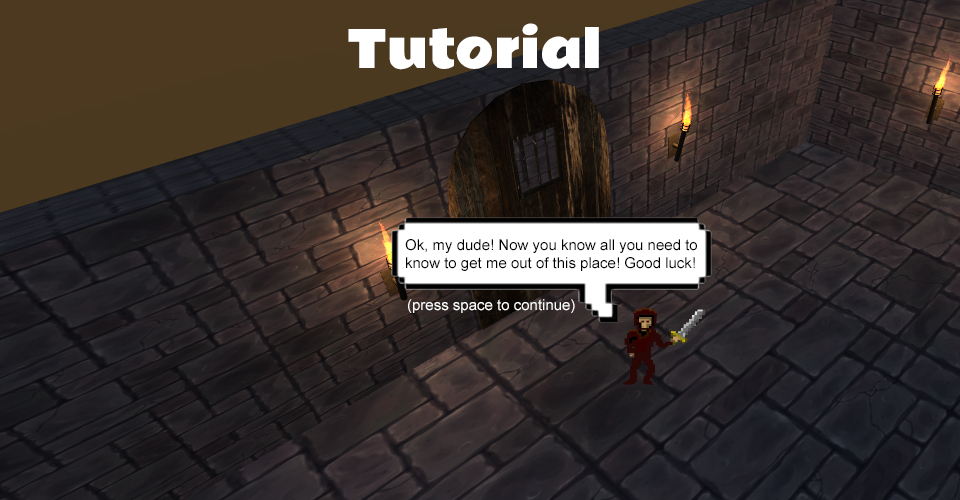 Tutorial
Ok, my dude! Now you know all you need to
know to get me out of this place! Good luck!
(press space to continue)